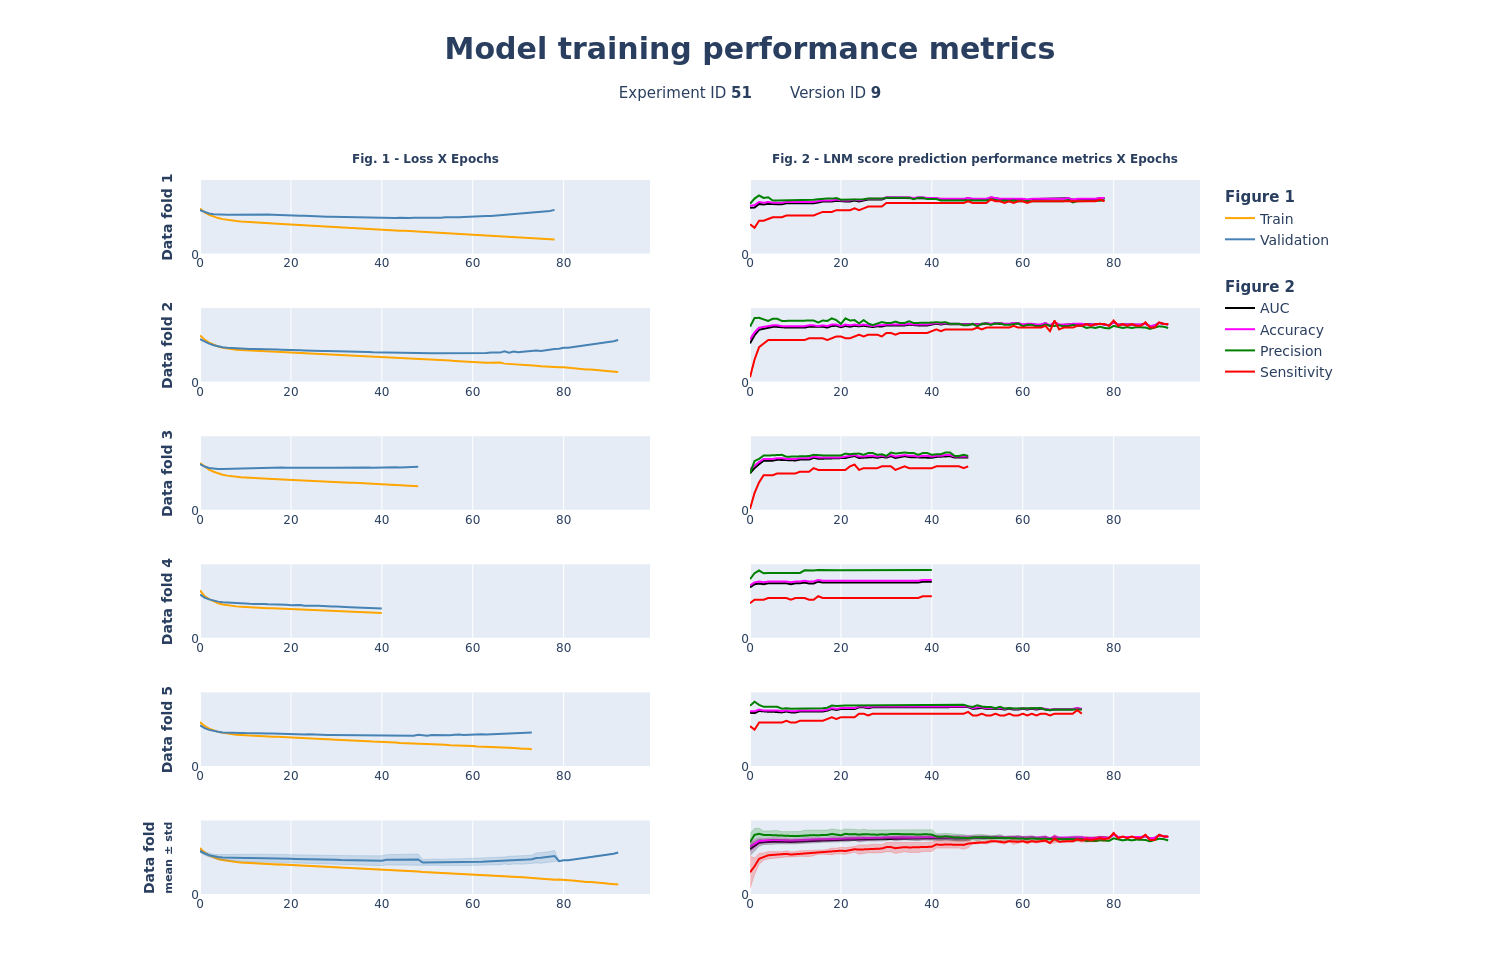 Model training performance metrics
Experiment ID 51 Version ID 9
Fig. 1 - Loss X Epochs
Fig. 2 - LNM score prediction performance metrics X Epochs
Data fold 1
0
0 20 40 60 80
0
0 20 40 60 80
Figure 1
Train
Validation
Figure 2
AUC
Accuracy
Precision
Sensitivity
Data fold 2
0
0 20 40 60 80
0
0 20 40 60 80
Data fold 3
0
0 20 40 60 80
0
0 20 40 60 80
Data fold 4
0
0 20 40 60 80
0
0 20 40 60 80
Data fold 5
0
0 20 40 60 80
0
0 20 40 60 80
Data fold
mean ± std
0
0 20 40 60 80
0
0 20 40 60 80